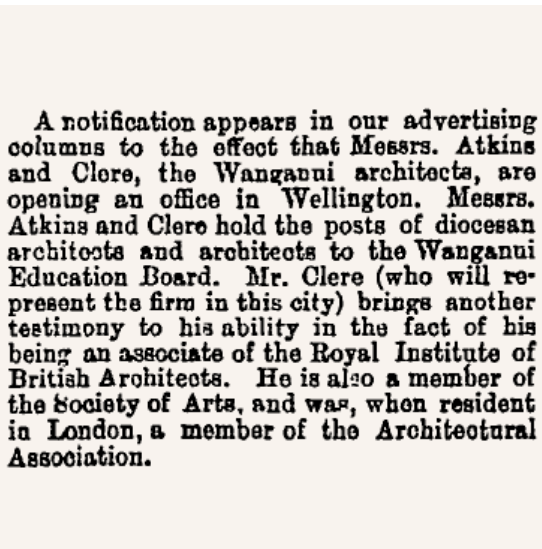 A notification appears in our advertising
columns to the effect that Messrs. Atkins
and Clere, the Wanganui architects, are
opening an office in Wellington. Messrs.
Atkins and Clere hold the posts of diocesan
architects and architects to the Wanganui
Education Board. Mr. Clere (who will re-
present the firm in this city) brings another
testimony to his ability in the fact of his
being an associate of the Royal Institute of
British Architects. He is also a member of
the Society of Arts, and was, when resident
in London, a member of the Architectural
Association.